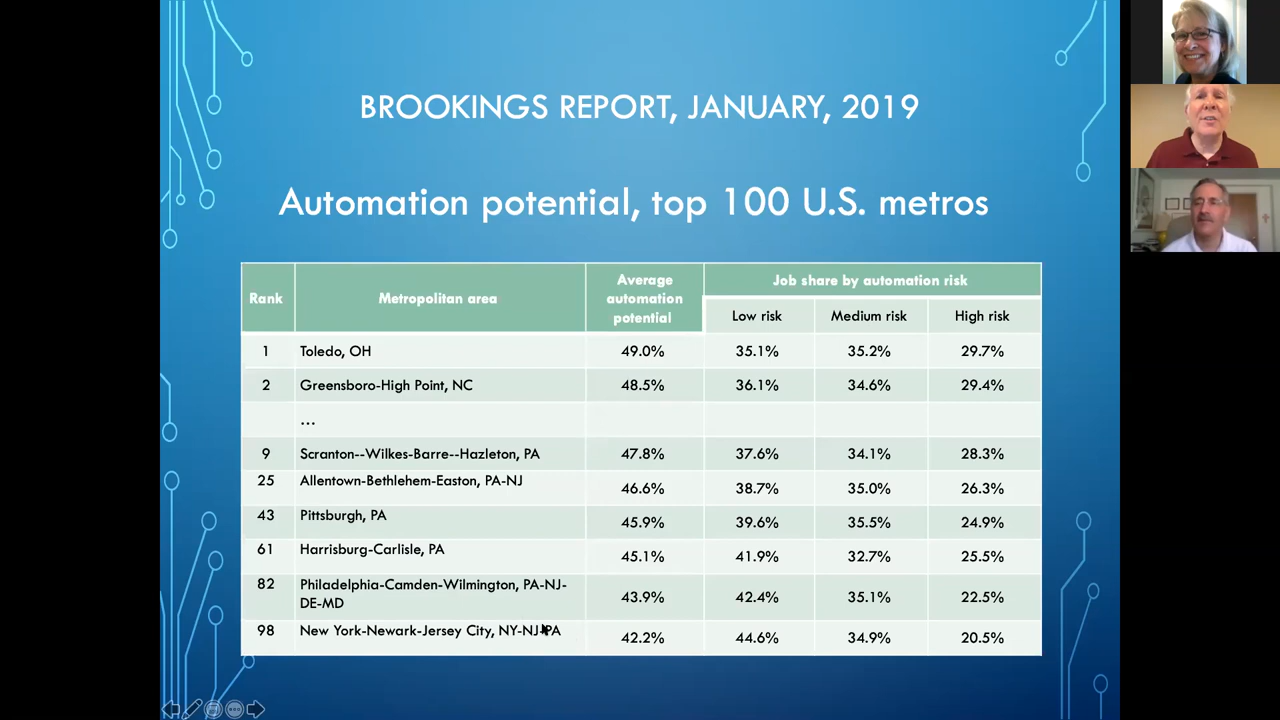 BROOKINGS REPORT, JANUARY, 2019
Automation potential, top 100 U.S. metros
Rank Metropolitan area Average automation potential Job share by automation risk
Low risk Medium risk High risk
1 Toledo, OH 49.0% 35.1% 35.2% 29.7%
2 Greensboro-High Point, NC 48.5% 36.1% 34.6% 29.4%
...
9 Scranton--Wilkes-Barre--Hazleton, PA 47.8% 37.6% 34.1% 28.3%
25 Allentown-Bethlehem-Easton, PA-NJ 46.6% 38.7% 35.0% 26.3%
43 Pittsburgh, PA 45.9% 39.6% 35.5% 24.9%
61 Harrisburg-Carlisle, PA 45.1% 41.9% 32.7% 25.5%
82 Philadelphia-Camden-Wilmington, PA-NJ-
DE-MD 43.9% 42.4% 35.1% 22.5%
98 New York-Newark-Jersey City, NY-NJ-PA 42.2% 44.6% 34.9% 20.5%